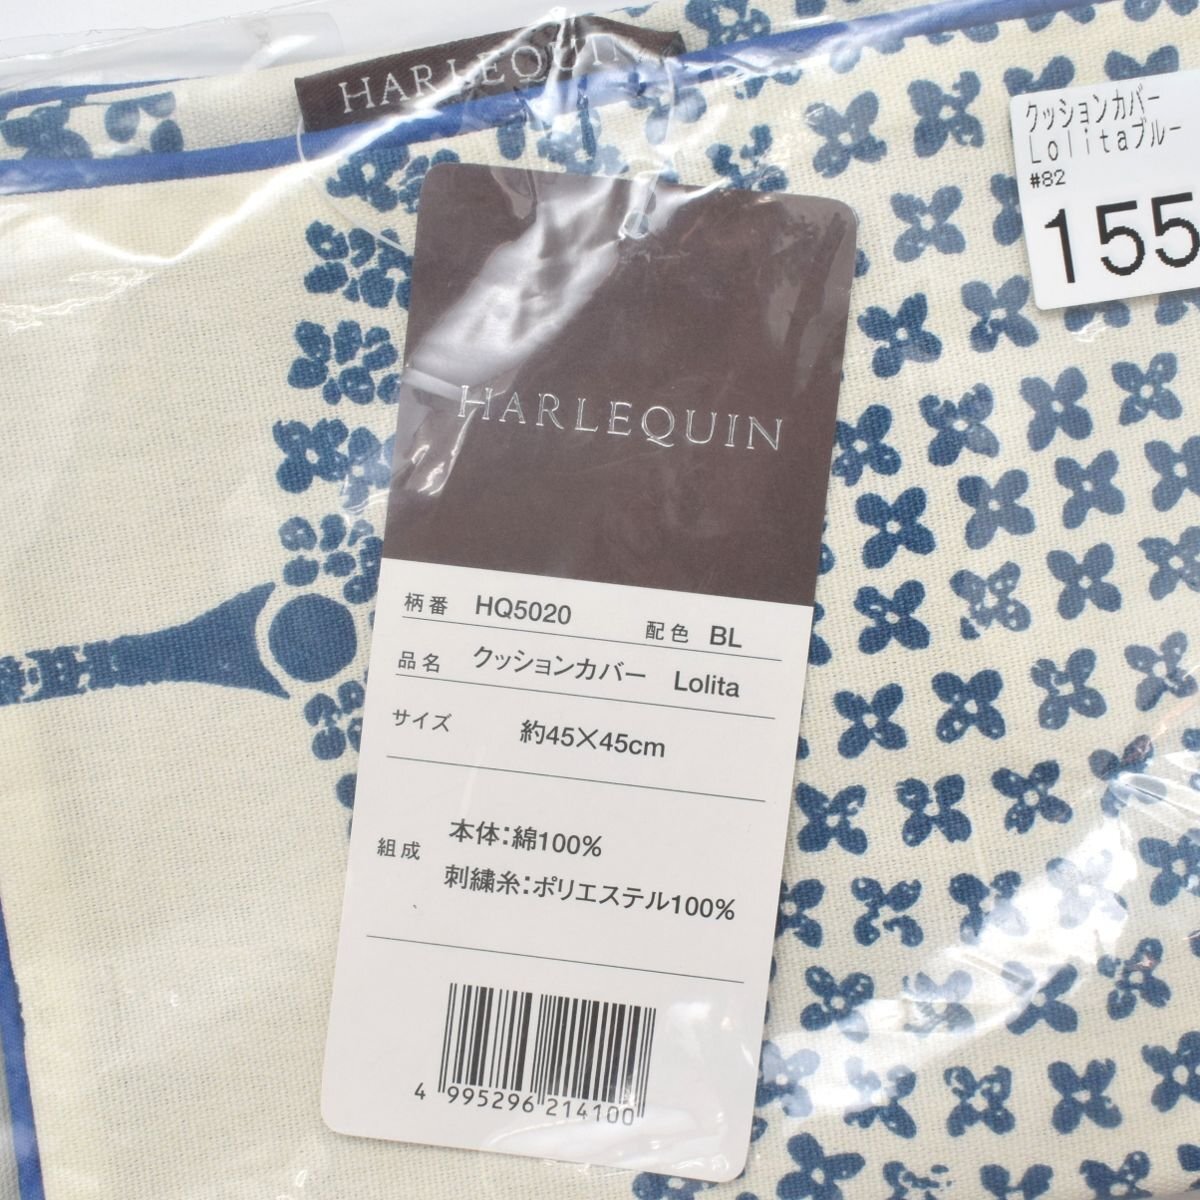 HARLEQUIN
クッションカバー
Lolitaブルー
#82
155
HARLEQUIN
柄番 HQ5020 配色 BL
品名 クッションカバー Lolita
サイズ 約45×45cm
組成 本体:綿100%
刺繍糸:ポリエステル100%
4 995296 214100